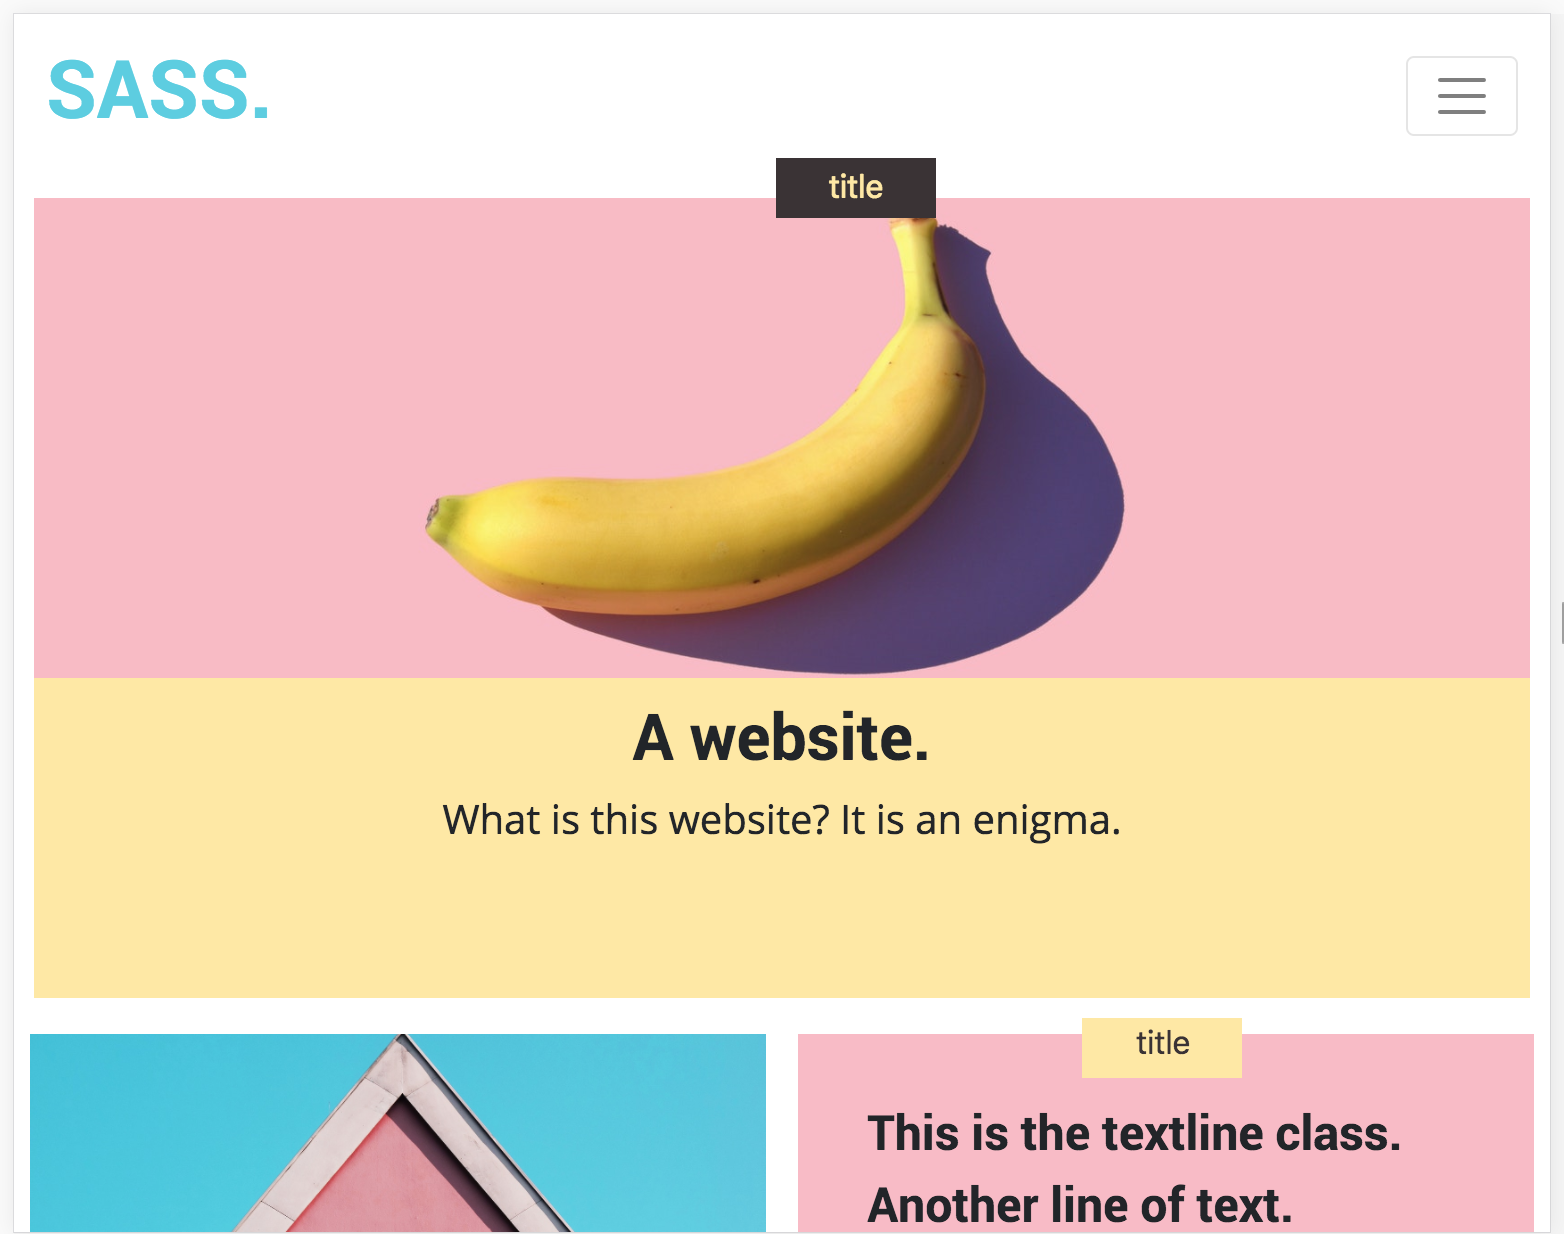 SASS.
title
A website.
What is this website? It is an enigma.
title
This is the textline class.
Another line of text.